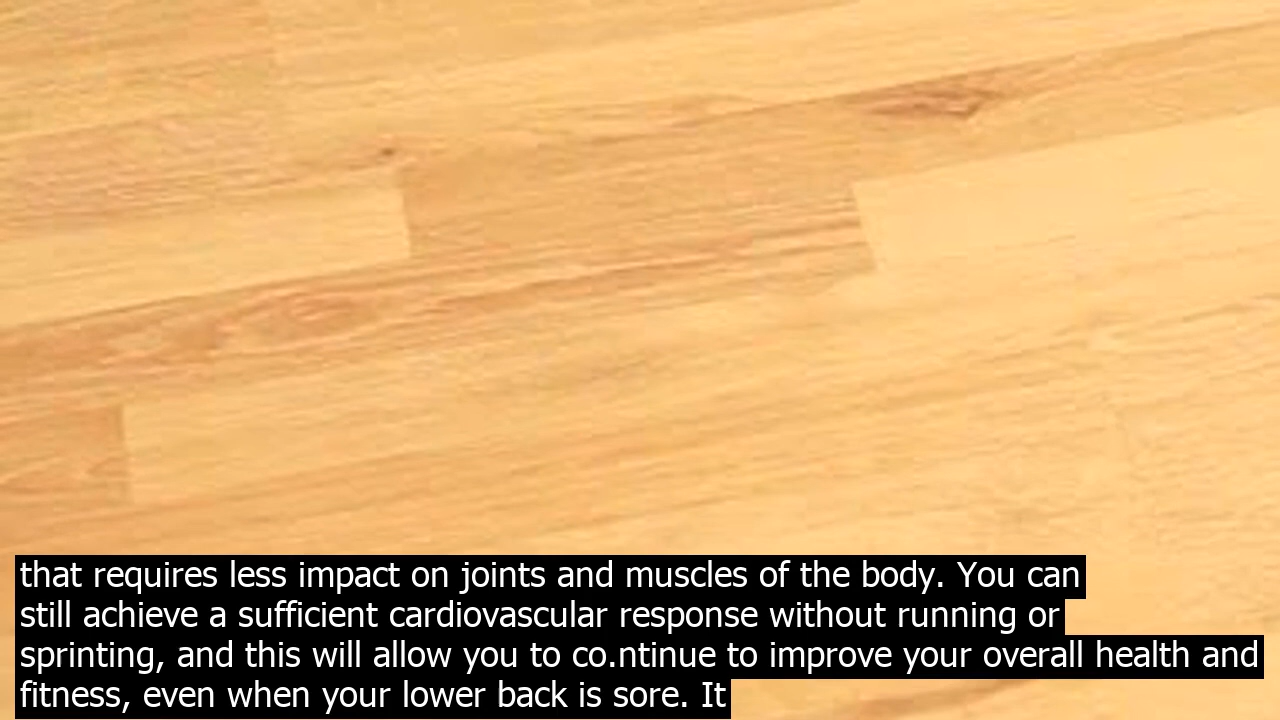 that requires less impact on joints and muscles of the body. You can
still achieve a sufficient cardiovascular response without running or
sprinting, and this will allow you to co.ntinue to improve your overall health and
fitness, even when your lower back is sore. It